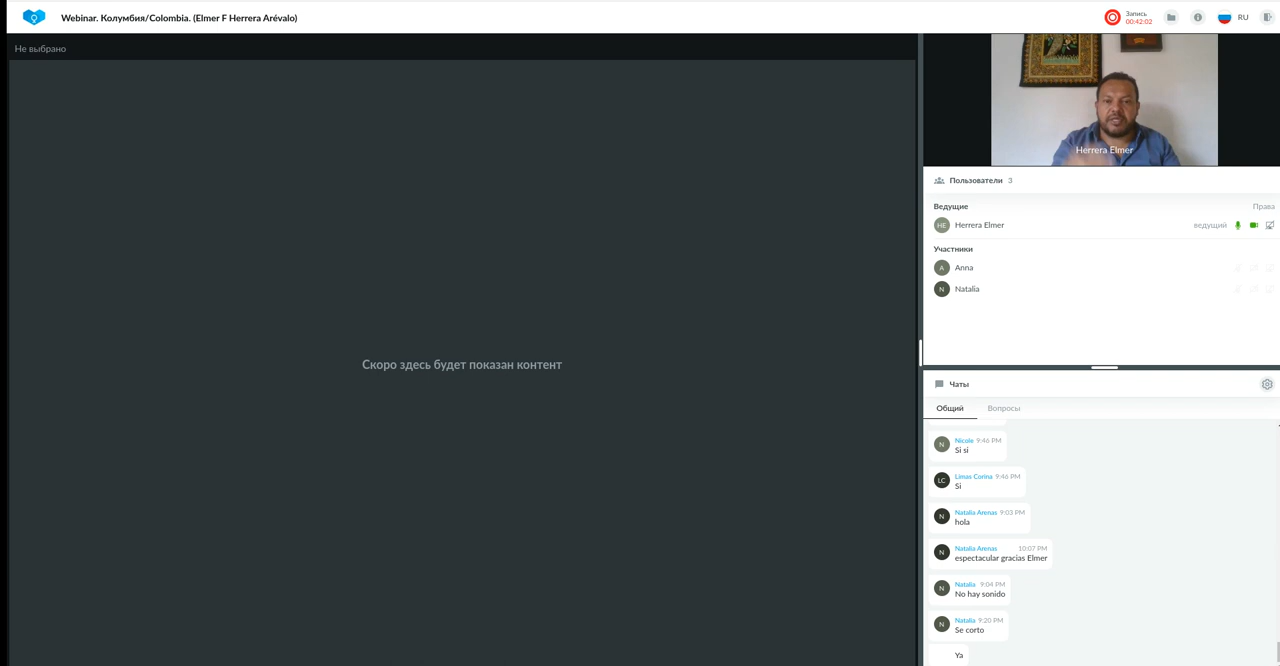 Webinar. Колумбия/Colombia. (Elmer F Herrera Arévalo)
Запись
00:42:02
RU
Не выбрано
Скоро здесь будет показан контент
Herrera Elmer
Пользователи 3
Ведущие Права
HE Herrera Elmer ведущий
Участники
A Anna
N Natalia
Чаты
Общий Вопросы
N Nicole 9:46 PM
Si si
LC Limas Corina 9:46 PM
Si
N Natalia Arenas 9:03 PM
hola
N Natalia Arenas 10:07 PM
espectacular gracias Elmer
N Natalia 9:04 PM
No hay sonido
N Natalia 9:20 PM
Se corto
Ya